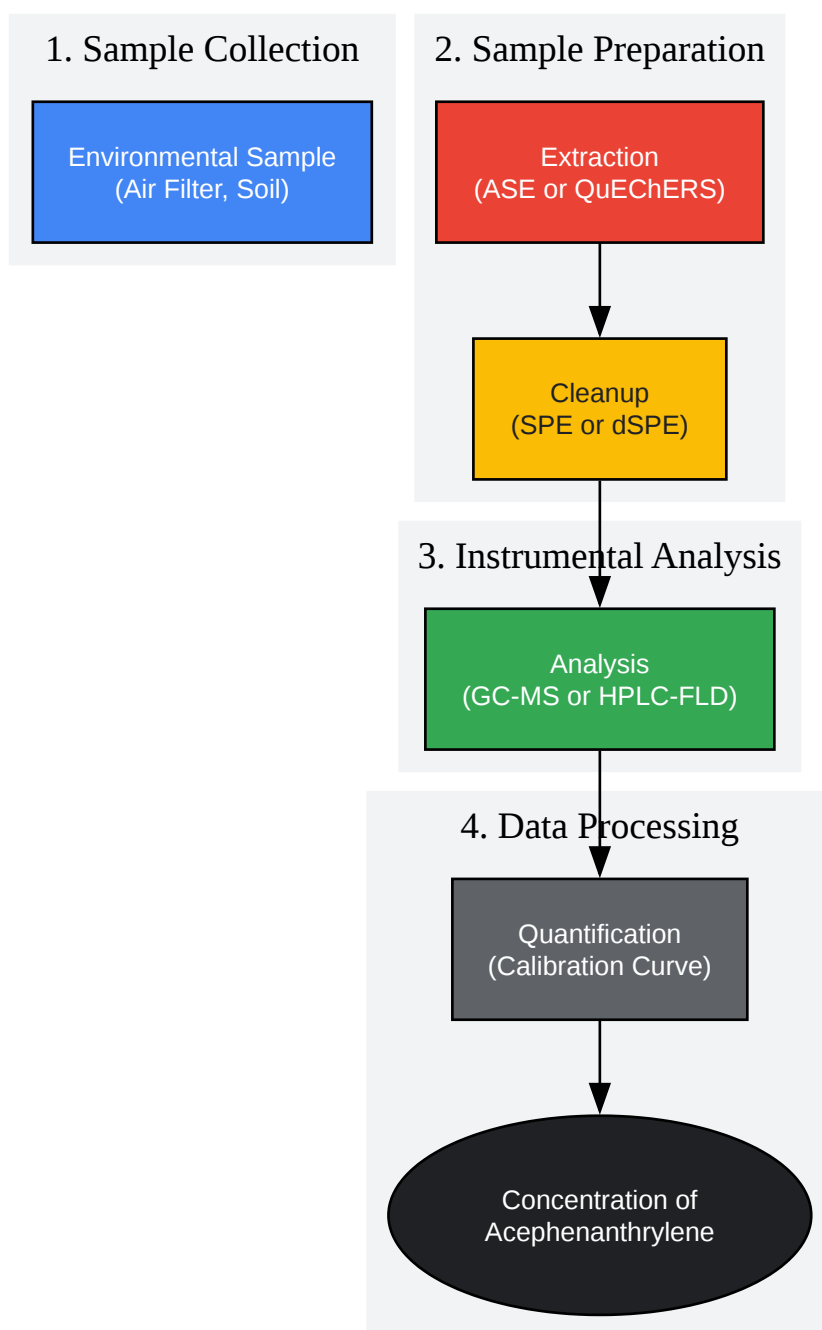 1. Sample Collection
Environmental Sample
(Air Filter, Soil)
2. Sample Preparation
Extraction
(ASE or QuEChERS)
Cleanup
(SPE or dSPE)
3. Instrumental Analysis
Analysis
(GC-MS or HPLC-FLD)
4. Data Processing
Quantification
(Calibration Curve)
Concentration of
Acephenanthrylene